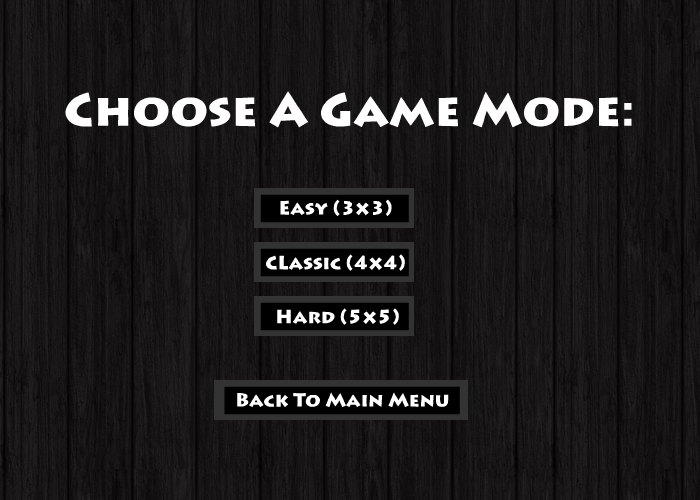 Choose A Game Mode:
Easy (3x3)
CLassic (4x4)
Hard (5x5)
Back To Main Menu